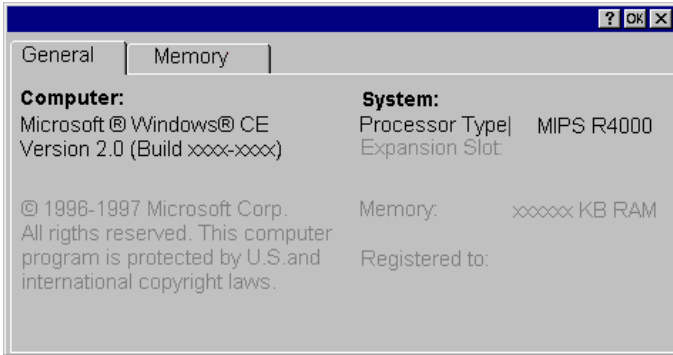 ? OK X
General Memory
Computer:
Microsoft ® Windows® CE
Version 2.0 (Build xxxx-xxxx)
© 1996-1997 Microsoft Corp.
All rigths reserved. This computer
program is protected by U.S.and
international copyright laws.
System:
Processor Type| MIPS R4000
Expansion Slot:
Memory: xxxxxx KB RAM
Registered to: